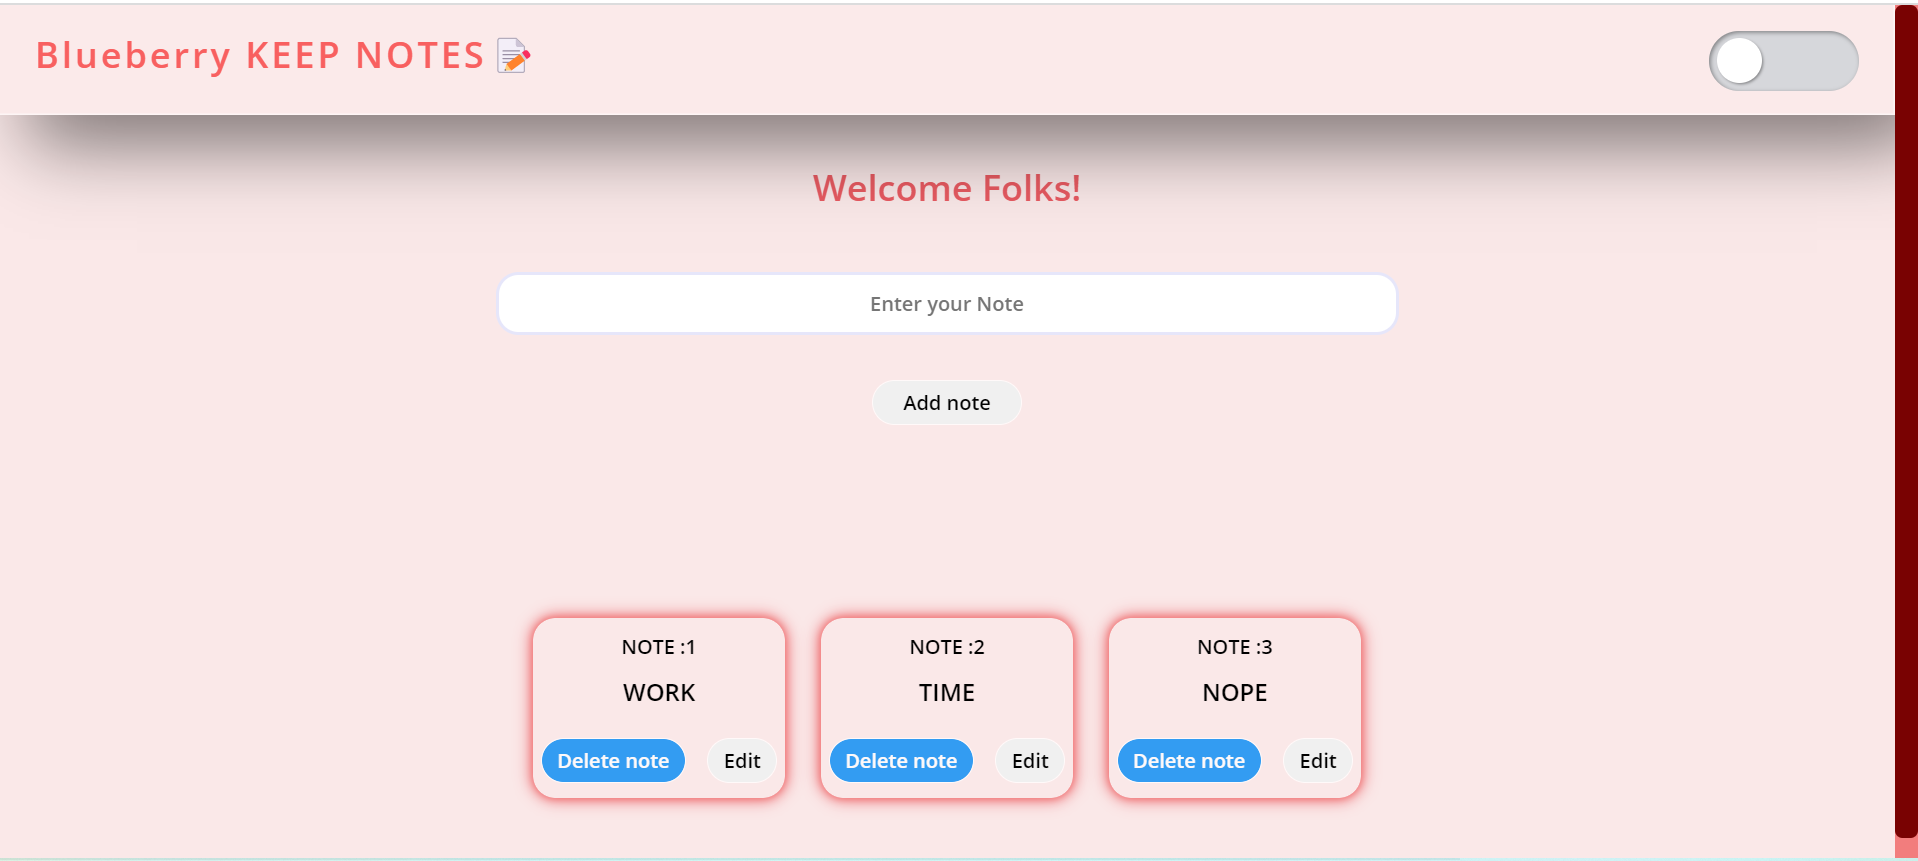 Blueberry KEEP NOTES
Welcome Folks!
Enter your Note
Add note
NOTE :1
WORK
Delete note Edit
NOTE :2
TIME
Delete note Edit
NOTE :3
NOPE
Delete note Edit